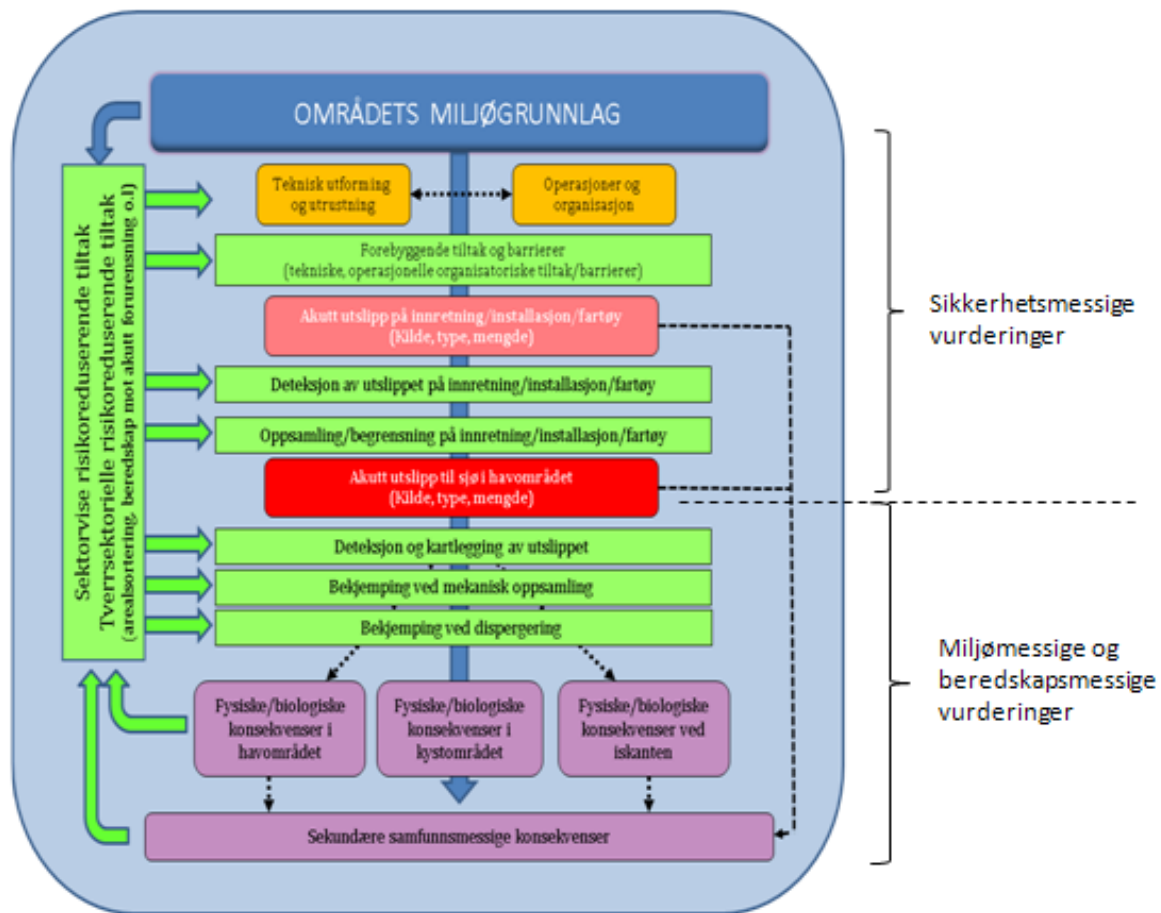 OMRÅDETS MILJØGRUNNLAG
Sektorvise risikoreduserende tiltak
Tverrsektorielle risikoreduserende tiltak
(arealsortering, beredskap mot akutt forurensning o.l)
Teknisk utforming
og utrustning
Operasjoner og
organisasjon
Forebyggende tiltak og barrierer
(tekniske, operasjonelle organisatoriske tiltak/barrierer)
Akutt utslipp på innretning/installasjon/fartøy
(Kilde, type, mengde)
Deteksjon av utslippet på innretning/installasjon/fartøy
Oppsamling/begrensning på innretning/installasjon/fartøy
Akutt utslipp til sjø i havområdet
(Kilde, type, mengde)
Deteksjon og kartlegging av utslippet
Bekjemping ved mekanisk oppsamling
Bekjemping ved dispergering
Fysiske/biologiske
konsekvenser i
havområdet
Fysiske/biologiske
konsekvenser i
kystområdet
Fysiske/biologiske
konsekvenser ved
iskanten
Sekundære samfunnsmessige konsekvenser
Sikkerhetsmessige
vurderinger
Miljømessige og
beredskapsmessige
vurderinger